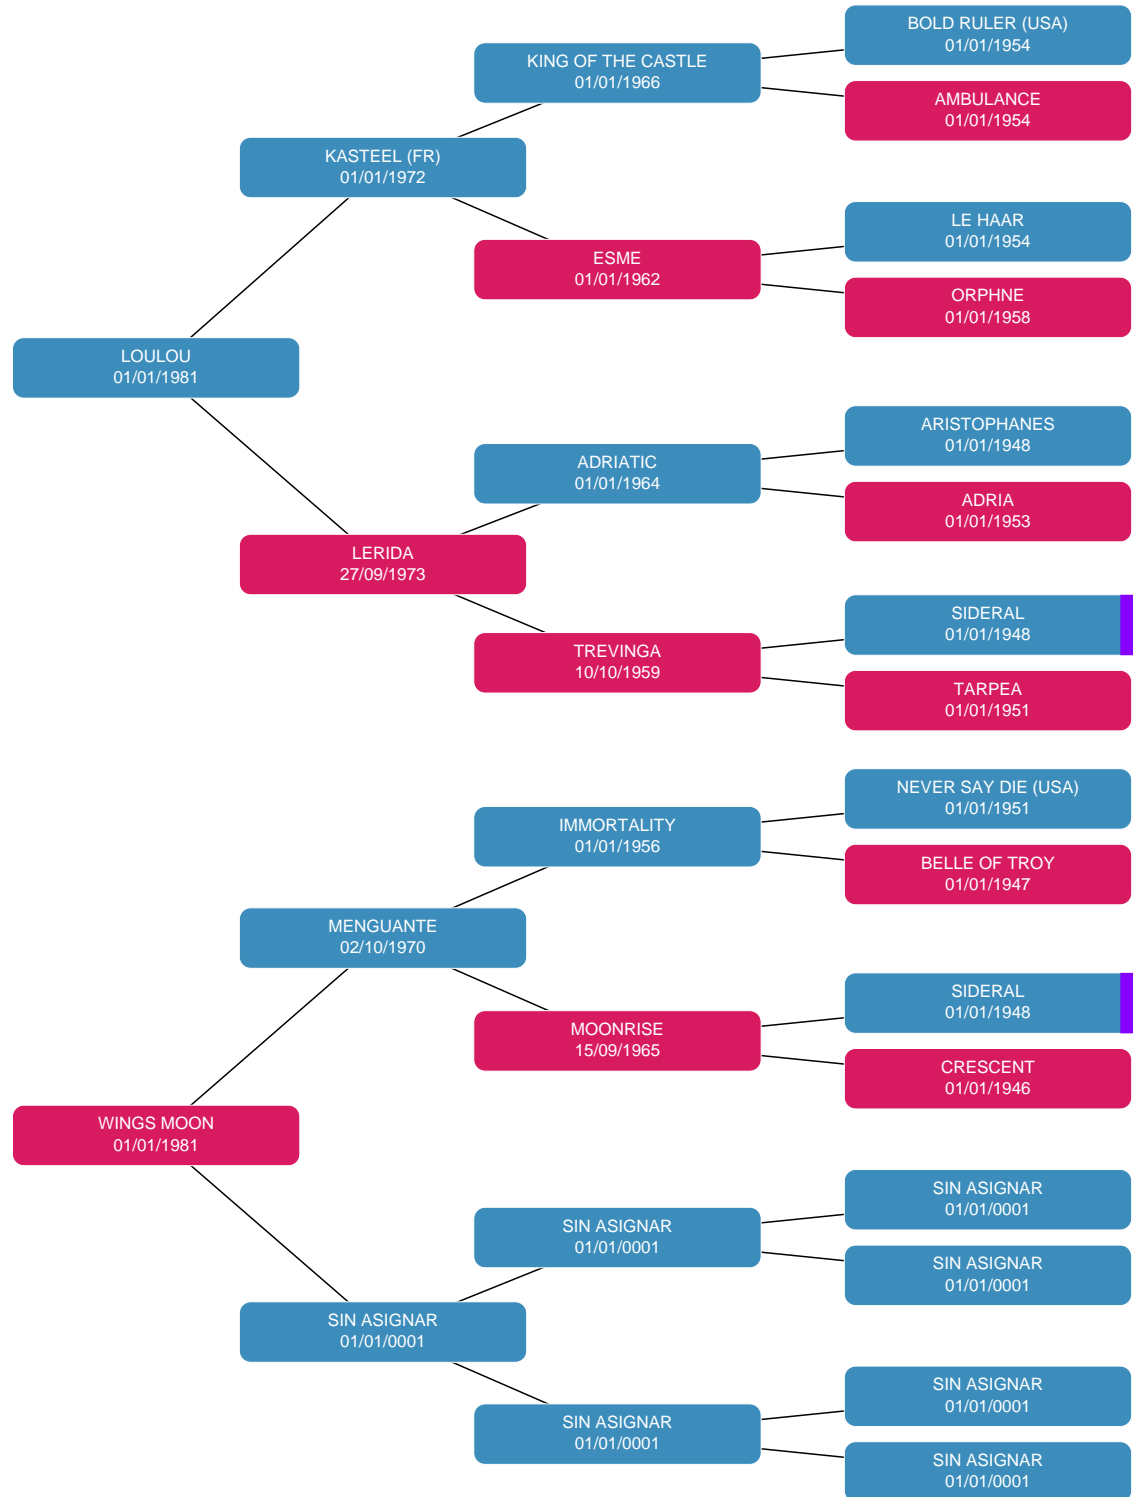 BOLD RULER (USA)
01/01/1954
KING OF THE CASTLE
01/01/1966
AMBULANCE
01/01/1954
KASTEEL (FR)
01/01/1972
LE HAAR
01/01/1954
ESME
01/01/1962
ORPHNE
01/01/1958
LOULOU
01/01/1981
ARISTOPHANES
01/01/1948
ADRIATIC
01/01/1964
ADRIA
01/01/1953
LERIDA
27/09/1973
SIDERAL
01/01/1948
TREVINGA
10/10/1959
TARPEA
01/01/1951
NEVER SAY DIE (USA)
01/01/1951
IMMORTALITY
01/01/1956
BELLE OF TROY
01/01/1947
MENGUANTE
02/10/1970
SIDERAL
01/01/1948
MOONRISE
15/09/1965
CRESCENT
01/01/1946
WINGS MOON
01/01/1981
SIN ASIGNAR
01/01/0001
SIN ASIGNAR
01/01/0001
SIN ASIGNAR
01/01/0001
SIN ASIGNAR
01/01/0001
SIN ASIGNAR
01/01/0001
SIN ASIGNAR
01/01/0001
SIN ASIGNAR
01/01/0001